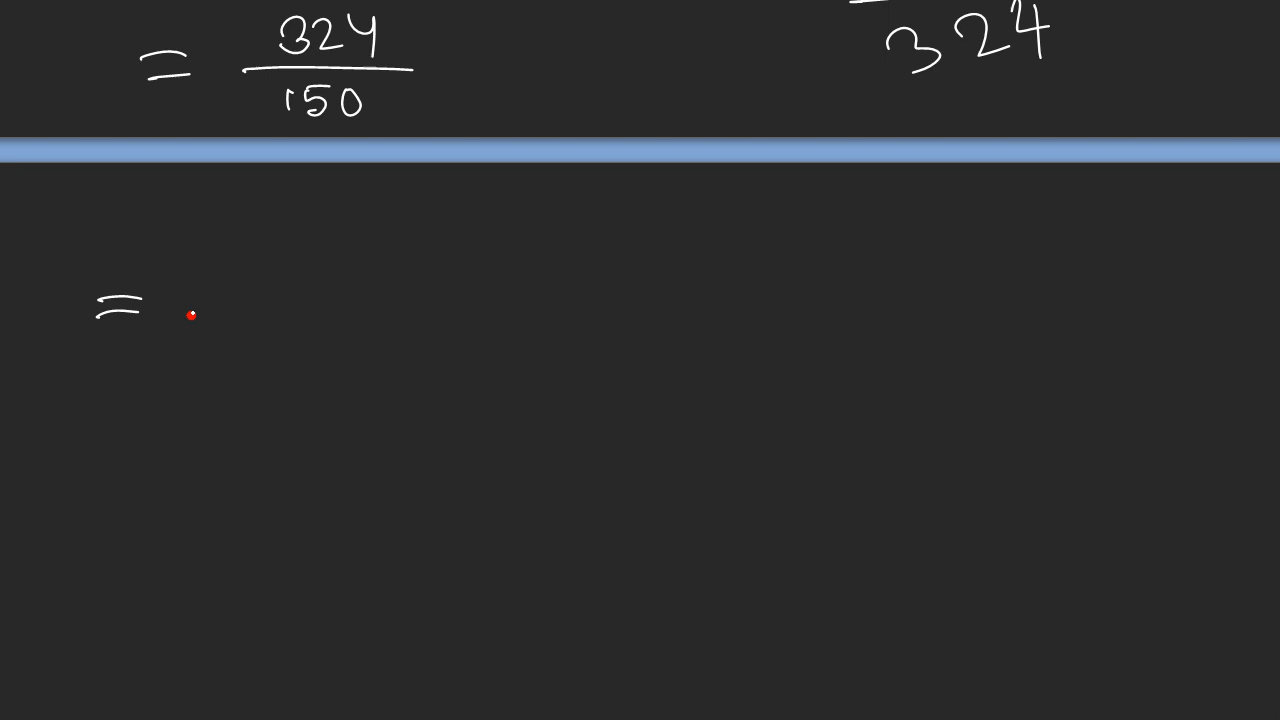 = 324/150
324
=